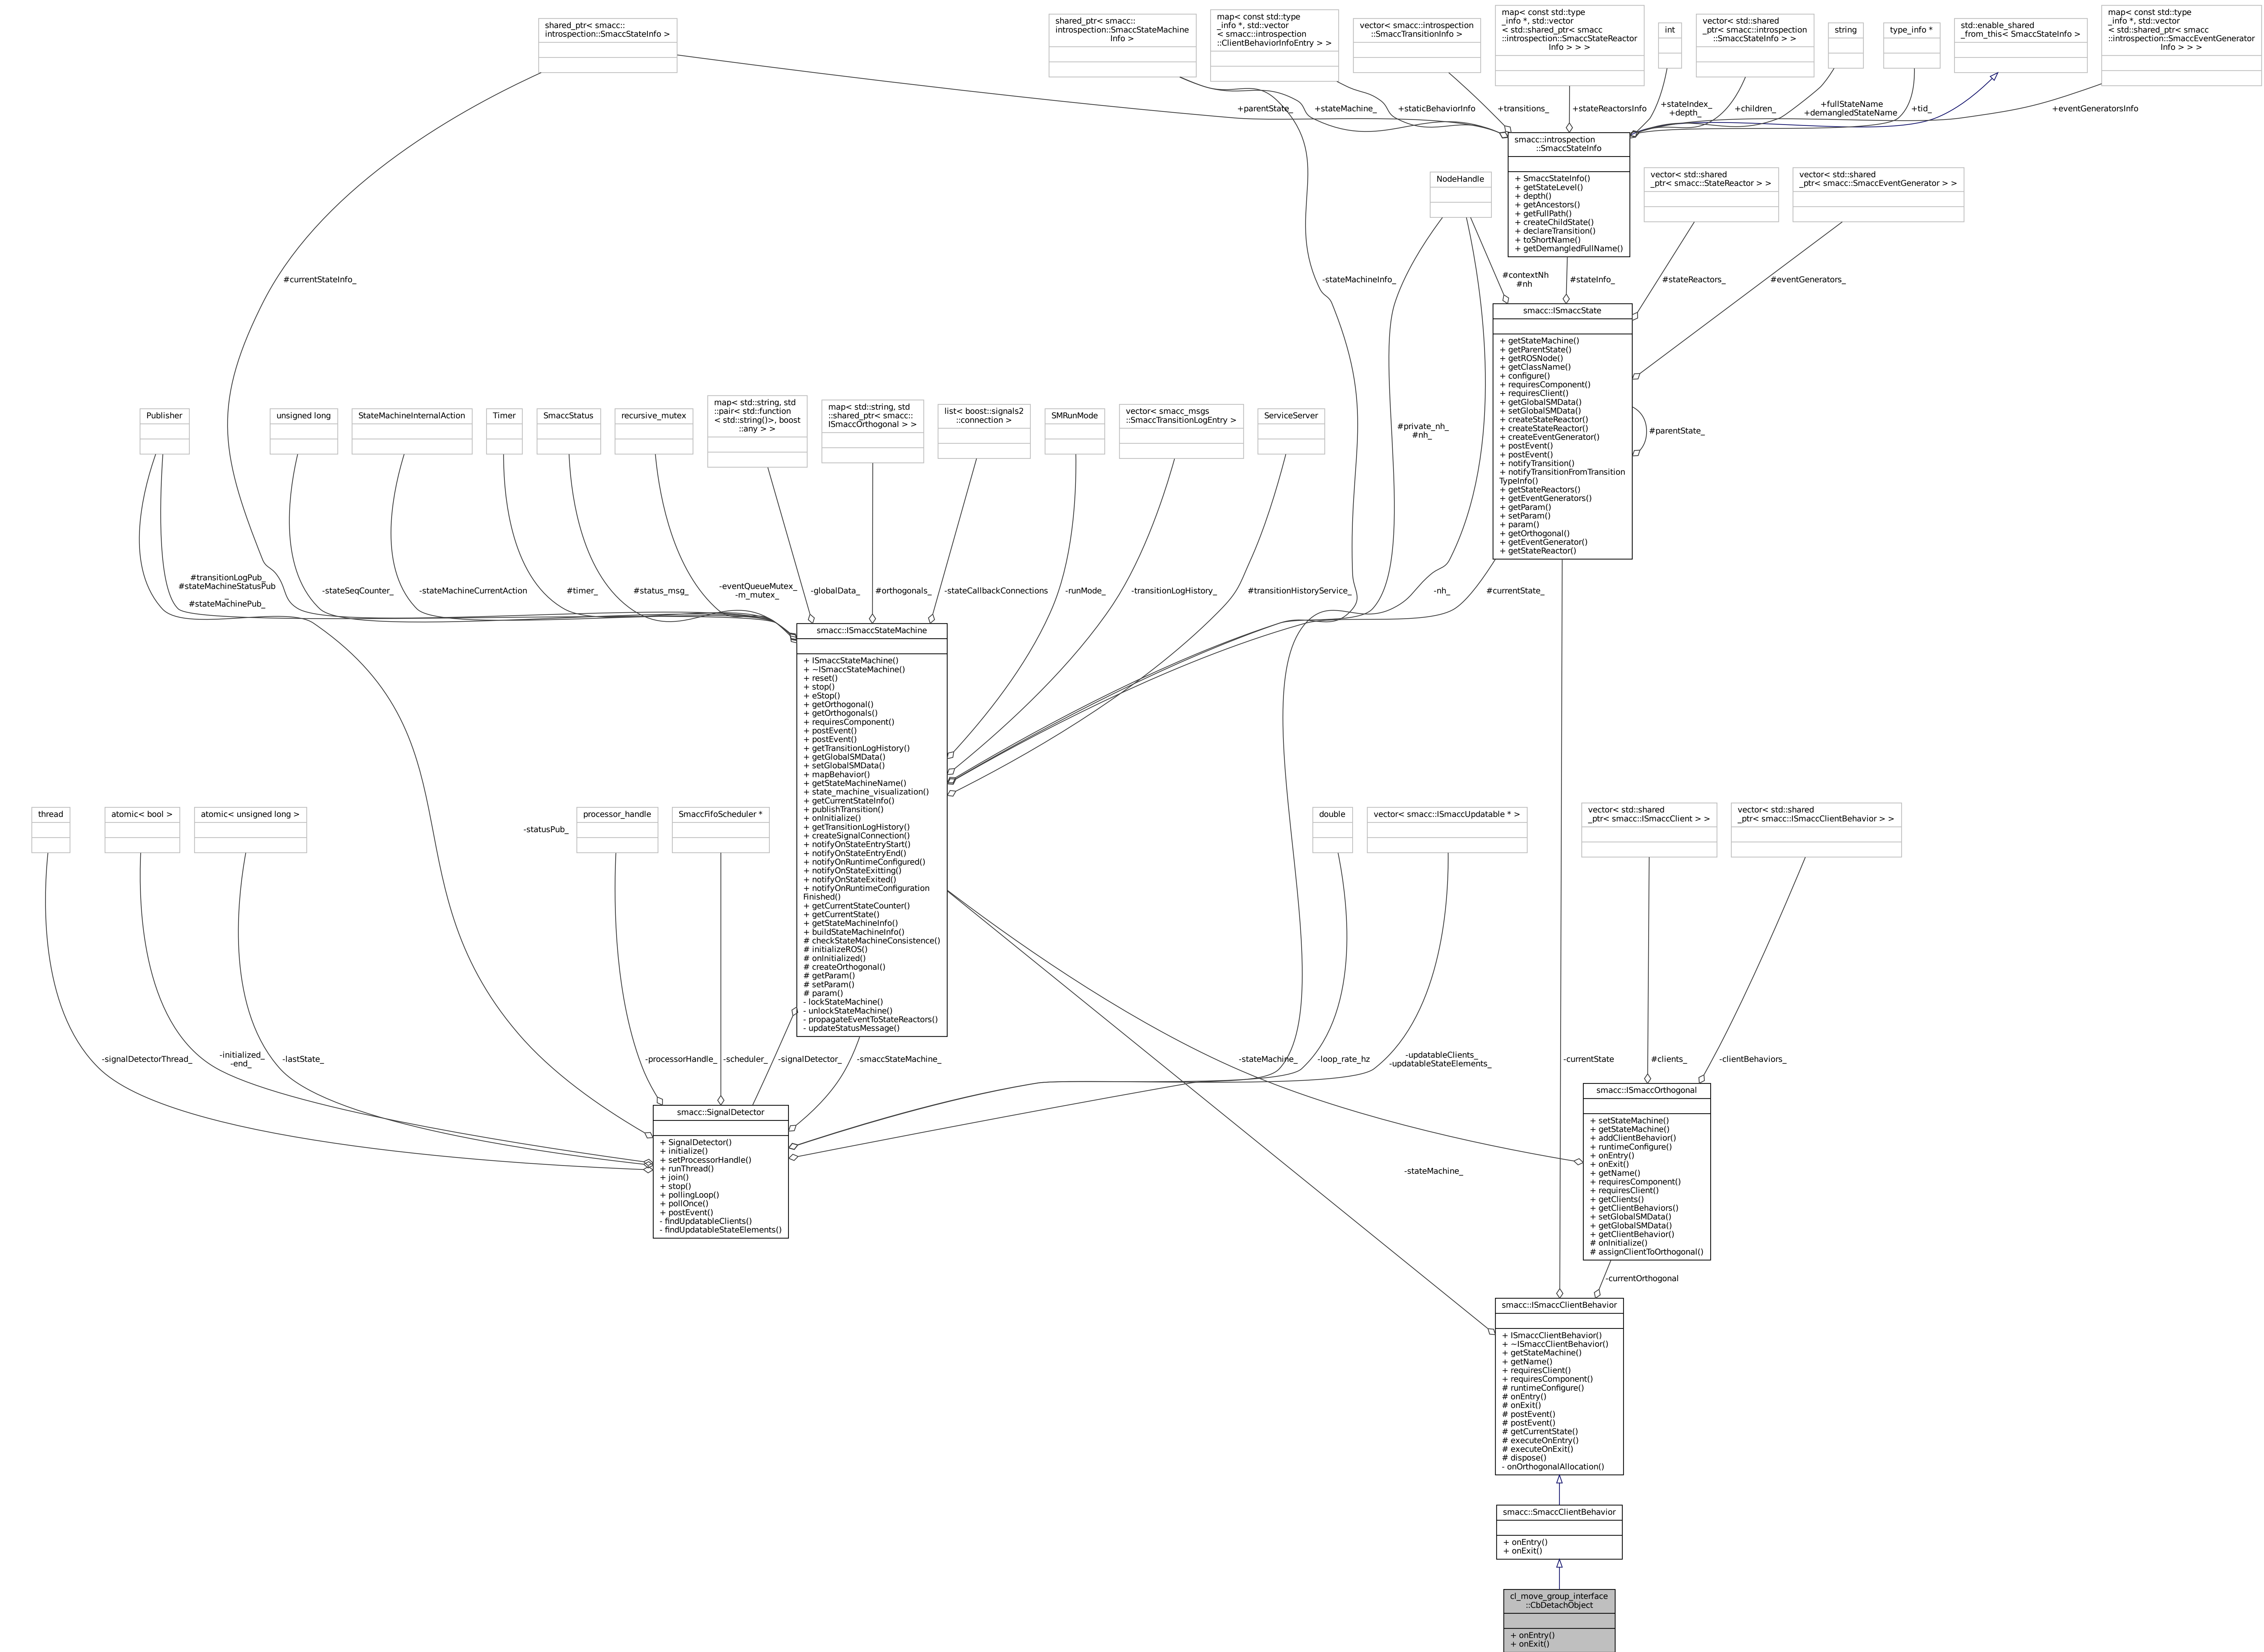 shared_ptr< smacc::
introspection::SmaccStateInfo >
shared_ptr< smacc::
introspection::SmaccStateMachine
Info >
map< const std::type
_info *, std::vector
< smacc::introspection
::ClientBehaviorInfoEntry > >
vector< smacc::introspection
::SmaccTransitionInfo >
map< const std::type
_info *, std::vector
< std::shared_ptr< smacc
::introspection::SmaccStateReactor
Info > > >
int
vector< std::shared
_ptr< smacc::introspection
::SmaccStateInfo > >
string
type_info *
std::enable_shared
_from_this< SmaccStateInfo >
map< const std::type
_info *, std::vector
< std::shared_ptr< smacc
::introspection::SmaccEventGenerator
Info > > >
+parentState_
+stateMachine_
+staticBehaviorInfo
+transitions_
+stateReactorsInfo
+stateIndex_
+depth_
+children_
+fullStateName
+demangledStateName
+tid_
+eventGeneratorsInfo
smacc::introspection
::SmaccStateInfo
+ SmaccStateInfo()
+ getStateLevel()
+ depth()
+ getAncestors()
+ getFullPath()
+ createChildState()
+ declareTransition()
+ toShortName()
+ getDemangledFullName()
NodeHandle
vector< std::shared
_ptr< smacc::StateReactor > >
vector< std::shared
_ptr< smacc::SmaccEventGenerator > >
#currentStateInfo_
-stateMachineInfo_
#contextNh
#nh
#stateInfo_
#stateReactors_
#eventGenerators_
smacc::ISmaccState
+ getStateMachine()
+ getParentState()
+ getROSNode()
+ getClassName()
+ configure()
+ requiresComponent()
+ requiresClient()
+ getGlobalSMData()
+ setGlobalSMData()
+ createStateReactor()
+ createStateReactor()
+ createEventGenerator()
+ postEvent()
+ postEvent()
+ notifyTransition()
+ notifyTransitionFromTransition
TypeInfo()
+ getStateReactors()
+ getEventGenerators()
+ getParam()
+ setParam()
+ param()
+ getOrthogonal()
+ getEventGenerator()
+ getStateReactor()
#parentState_
Publisher
unsigned long
StateMachineInternalAction
Timer
SmaccStatus
recursive_mutex
map< std::string, std
::pair< std::function
< std::string()>, boost
::any > >
map< std::string, std
::shared_ptr< smacc::
ISmaccOrthogonal > >
list< boost::signals2
::connection >
SMRunMode
vector< smacc_msgs
::SmaccTransitionLogEntry >
ServiceServer
#private_nh_
#nh_
#transitionLogPub_
#stateMachineStatusPub
_
#stateMachinePub_
-stateSeqCounter_
-stateMachineCurrentAction
#timer_
#status_msg_
-eventQueueMutex_
-m_mutex_
-globalData_
#orthogonals_
-stateCallbackConnections
-runMode_
-transitionLogHistory_
#transitionHistoryService_
-nh_
#currentState_
smacc::ISmaccStateMachine
+ ISmaccStateMachine()
+ ~ISmaccStateMachine()
+ reset()
+ stop()
+ eStop()
+ getOrthogonal()
+ getOrthogonals()
+ requiresComponent()
+ postEvent()
+ postEvent()
+ getTransitionLogHistory()
+ getGlobalSMData()
+ setGlobalSMData()
+ mapBehavior()
+ getStateMachineName()
+ state_machine_visualization()
+ getCurrentStateInfo()
+ publishTransition()
+ onInitialize()
+ getTransitionLogHistory()
+ createSignalConnection()
+ notifyOnStateEntryStart()
+ notifyOnStateEntryEnd()
+ notifyOnRuntimeConfigured()
+ notifyOnStateExitting()
+ notifyOnStateExited()
+ notifyOnRuntimeConfiguration
Finished()
+ getCurrentStateCounter()
+ getCurrentState()
+ getStateMachineInfo()
+ buildStateMachineInfo()
# checkStateMachineConsistence()
# initializeROS()
# onInitialized()
# createOrthogonal()
# getParam()
# setParam()
# param()
- lockStateMachine()
- unlockStateMachine()
- propagateEventToStateReactors()
- updateStatusMessage()
thread
atomic< bool >
atomic< unsigned long >
-statusPub_
processor_handle
SmaccFifoScheduler *
double
vector< smacc::ISmaccUpdatable * >
vector< std::shared
_ptr< smacc::ISmaccClient > >
vector< std::shared
_ptr< smacc::ISmaccClientBehavior > >
-signalDetectorThread_
-initialized_
-end_
-lastState_
-processorHandle_
-scheduler_
-signalDetector_
-smaccStateMachine_
-stateMachine_
-loop_rate_hz
-updatableClients_
-updatableStateElements_
-currentState
#clients_
-clientBehaviors_
smacc::SignalDetector
+ SignalDetector()
+ initialize()
+ setProcessorHandle()
+ runThread()
+ join()
+ stop()
+ pollingLoop()
+ pollOnce()
+ postEvent()
- findUpdatableClients()
- findUpdatableStateElements()
smacc::ISmaccOrthogonal
+ setStateMachine()
+ getStateMachine()
+ addClientBehavior()
+ runtimeConfigure()
+ onEntry()
+ onExit()
+ getName()
+ requiresComponent()
+ requiresClient()
+ getClients()
+ getClientBehaviors()
+ setGlobalSMData()
+ getGlobalSMData()
+ getClientBehavior()
# onInitialize()
# assignClientToOrthogonal()
-stateMachine_
-currentOrthogonal
smacc::ISmaccClientBehavior
+ ISmaccClientBehavior()
+ ~ISmaccClientBehavior()
+ getStateMachine()
+ getName()
+ requiresClient()
+ requiresComponent()
# runtimeConfigure()
# onEntry()
# onExit()
# postEvent()
# postEvent()
# getCurrentState()
# executeOnEntry()
# executeOnExit()
# dispose()
- onOrthogonalAllocation()
smacc::SmaccClientBehavior
+ onEntry()
+ onExit()
cl_move_group_interface
::CbDetachObject
+ onEntry()
+ onExit()